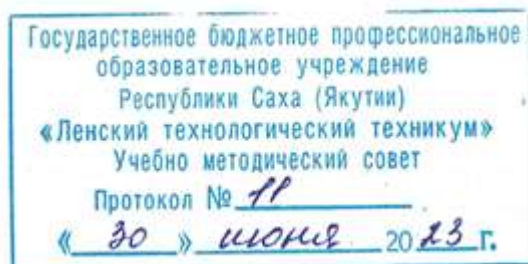 Государственное бюджетное профессиональное
образовательное учреждение
Республики Саха (Якутии)
«Ленский технологический техникум»
Учебно методический совет
Протокол № 11
« 30 » июня 2023 г.